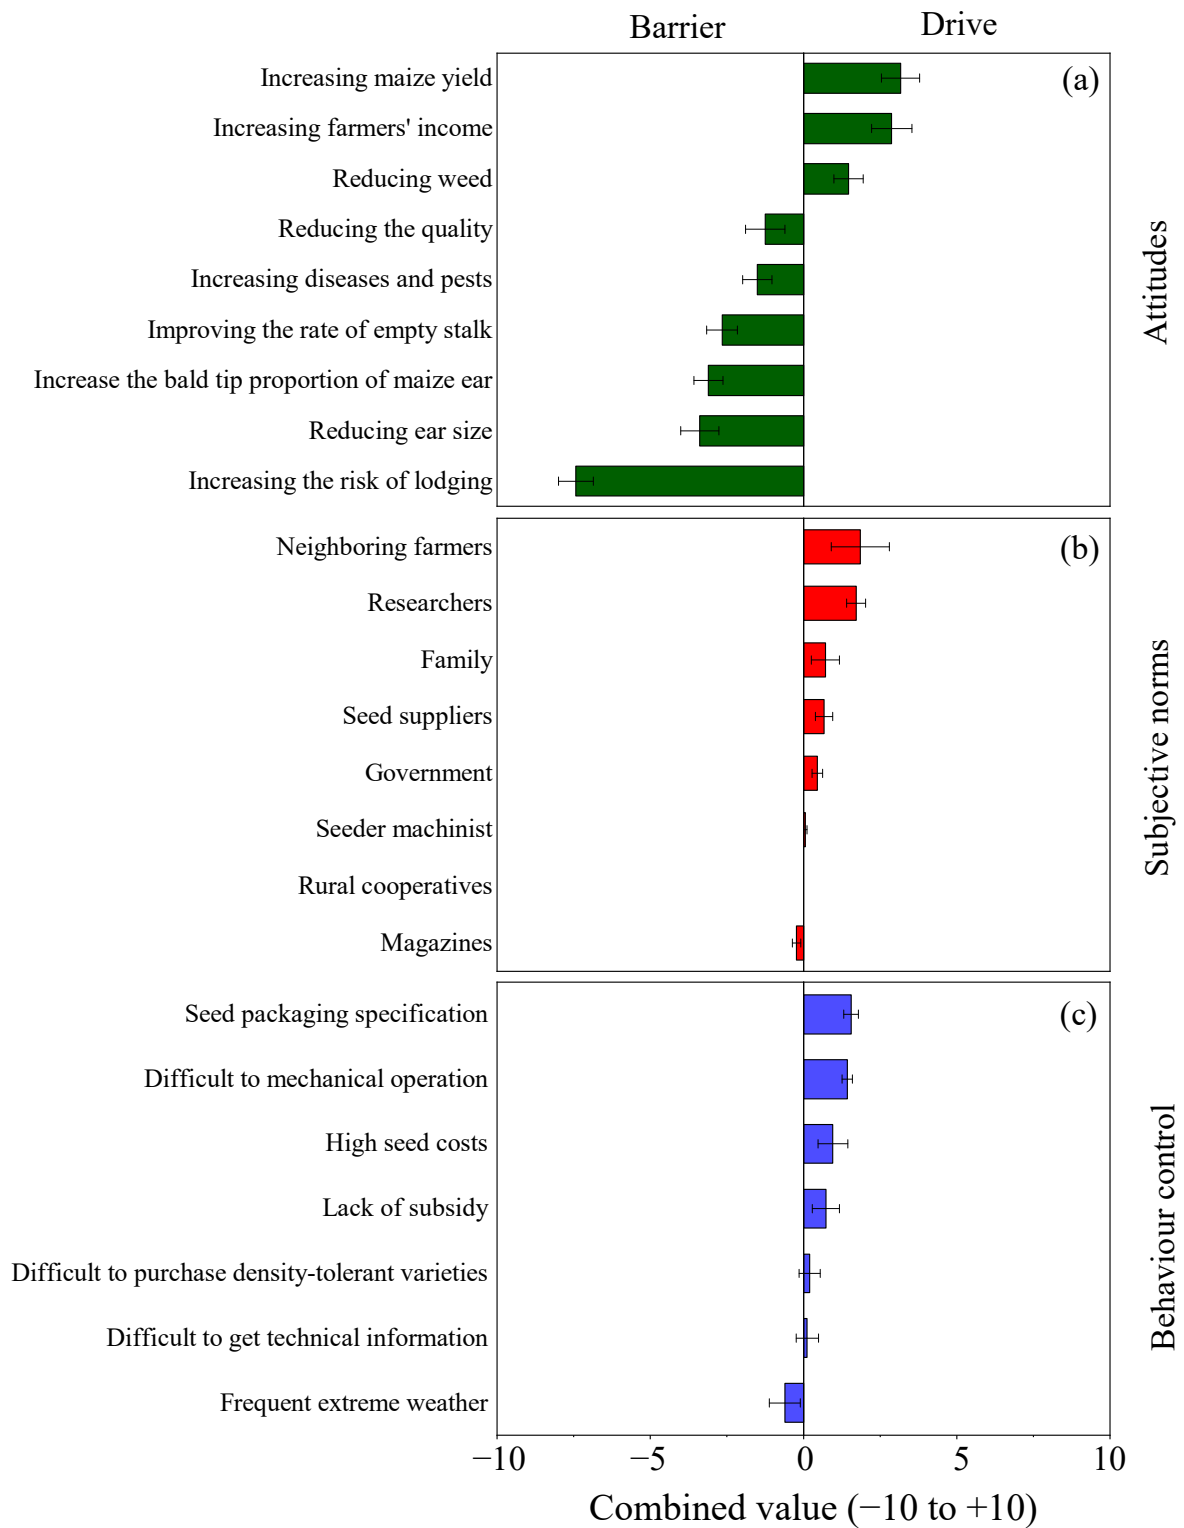 Barrier
Drive
(a)
Increasing maize yield
Increasing farmers' income
Reducing weed
Reducing the quality
Increasing diseases and pests
Improving the rate of empty stalk
Increase the bald tip proportion of maize ear
Reducing ear size
Increasing the risk of lodging
Attitudes
(b)
Neighboring farmers
Researchers
Family
Seed suppliers
Government
Seeder machinist
Rural cooperatives
Magazines
Subjective norms
(c)
Seed packaging specification
Difficult to mechanical operation
High seed costs
Lack of subsidy
Difficult to purchase density-tolerant varieties
Difficult to get technical information
Frequent extreme weather
Behaviour control
−10 −5 0 5 10
Combined value (−10 to +10)